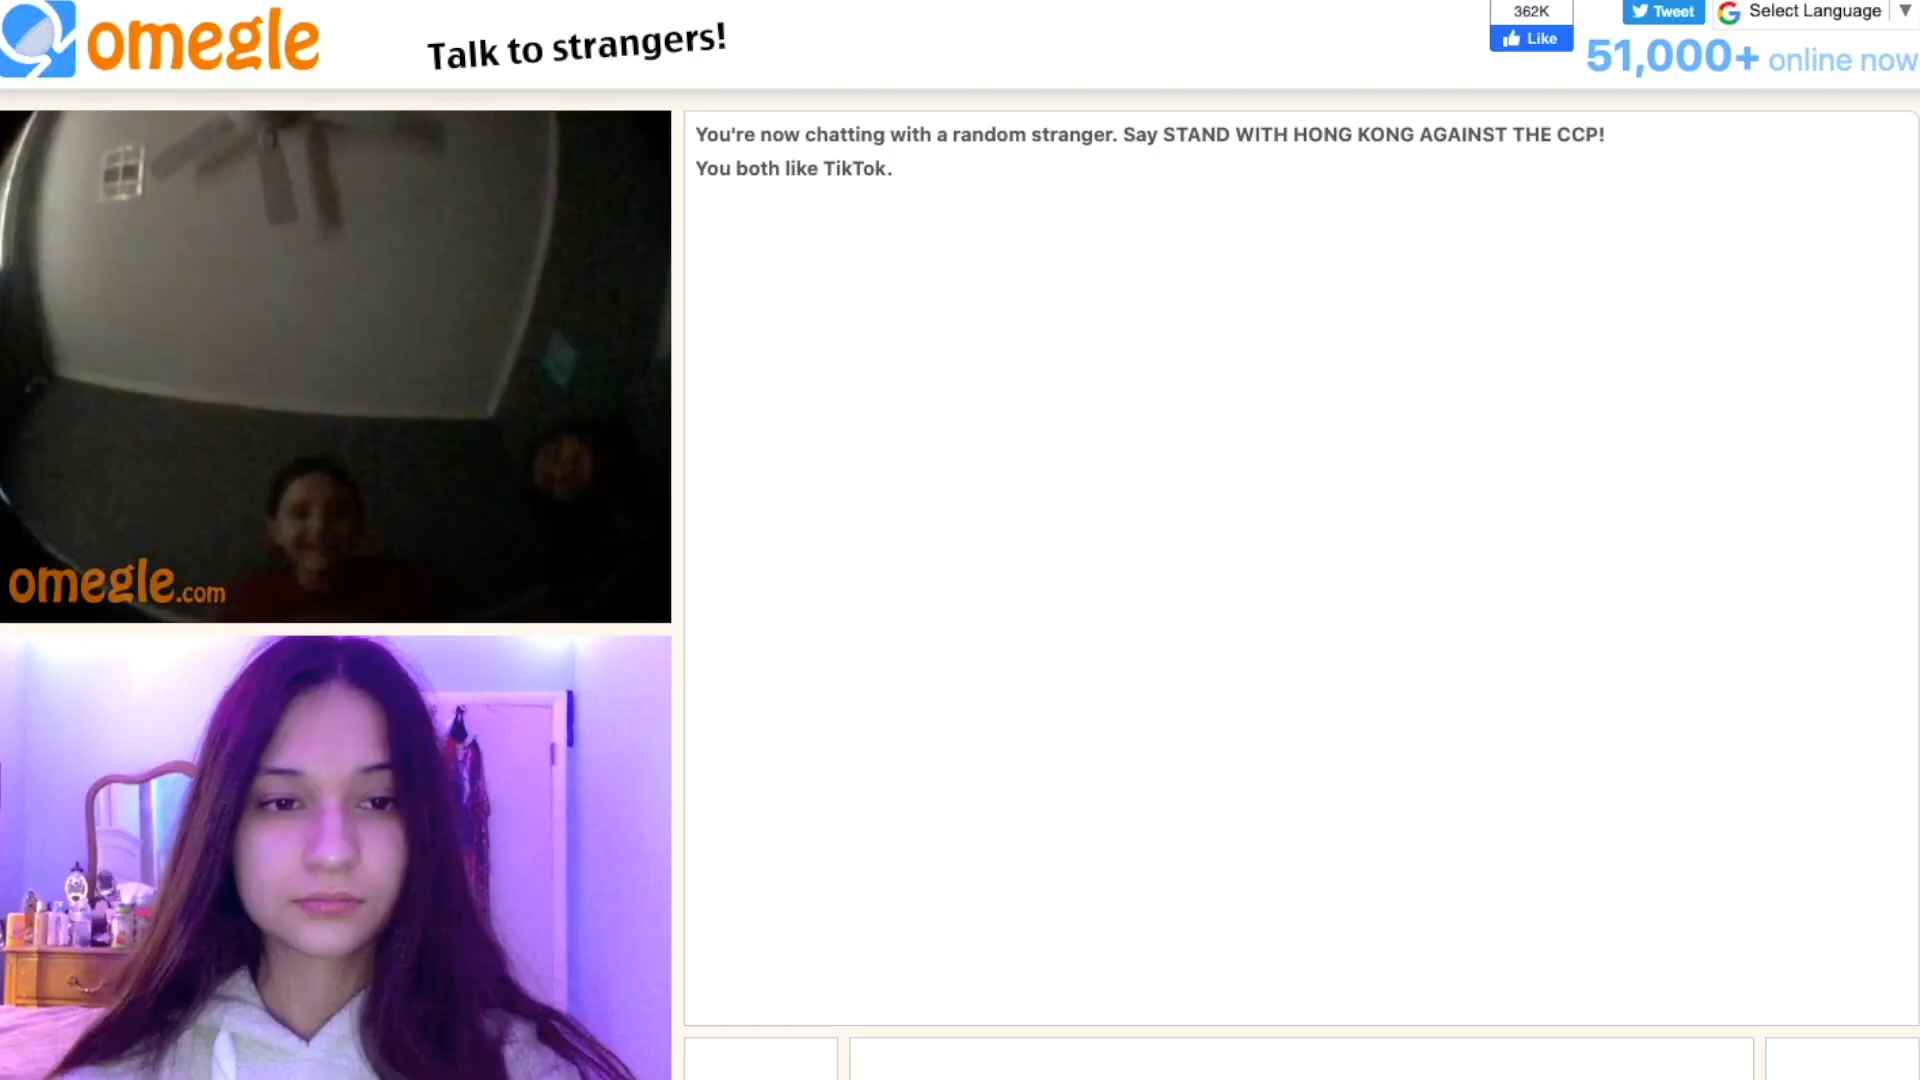 omegle
Talk to strangers!
362K
Like
Tweet
Select Language
51,000+ online now
You're now chatting with a random stranger. Say STAND WITH HONG KONG AGAINST THE CCP!
You both like TikTok.
omegle.com